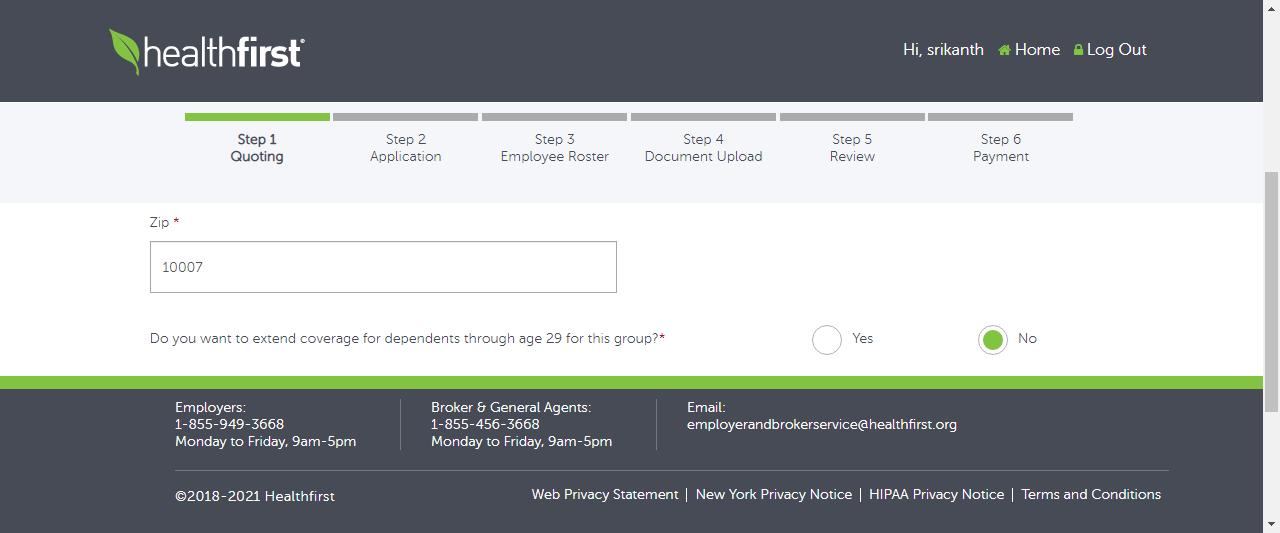 healthfirst®
Hi, srikanth Home Log Out
Step 1 Step 2 Step 3 Step 4 Step 5 Step 6
Quoting Application Employee Roster Document Upload Review Payment
Zip *
10007
Do you want to extend coverage for dependents through age 29 for this group?* Yes No
Employers:
1-855-949-3668
Monday to Friday, 9am-5pm
Broker & General Agents:
1-855-456-3668
Monday to Friday, 9am-5pm
Email:
employerandbrokerservice@healthfirst.org
©2018-2021 Healthfirst
Web Privacy Statement | New York Privacy Notice | HIPAA Privacy Notice | Terms and Conditions